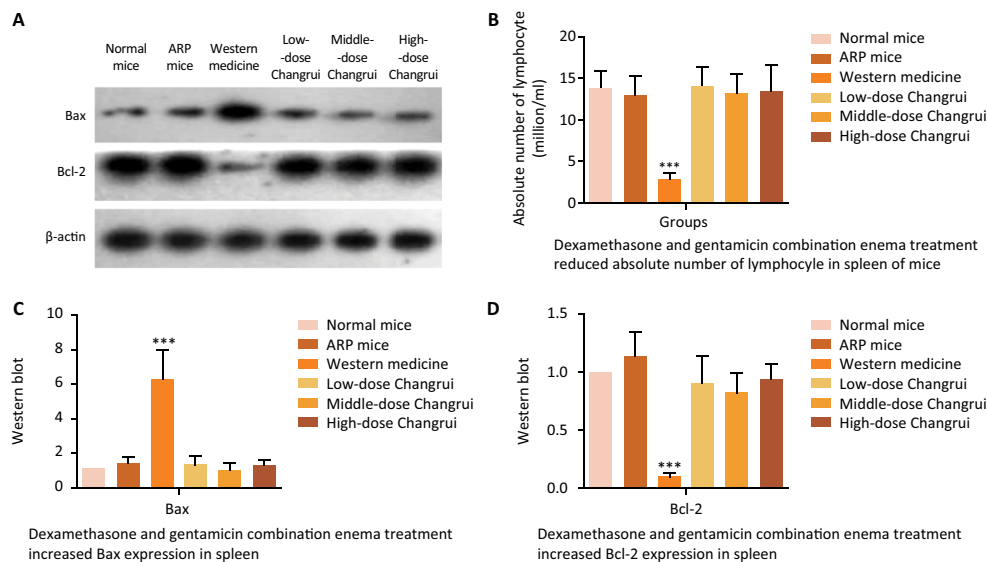 A
Normal mice
ARP mice
Western medicine
Low-
-dose
Changrui
Middle-
-dose
Changrui
High-
-dose
Changrui
Bax
Bcl-2
β-actin
B
Absolute number of lymphocyte
(million/ml)
20
15
10
5
0
***
Groups
Normal mice
ARP mice
Western medicine
Low-dose Changrui
Middle-dose Changrui
High-dose Changrui
Dexamethasone and gentamicin combination enema treatment
reduced absolute number of lymphocyle in spleen of mice
C
Western blot
10
8
6
4
2
0
***
Bax
Normal mice
ARP mice
Western medicine
Low-dose Changrui
Middle-dose Changrui
High-dose Changrui
Dexamethasone and gentamicin combination enema treatment
increased Bax expression in spleen
D
Western blot
1.5
1.0
0.5
0.0
***
Bcl-2
Normal mice
ARP mice
Western medicine
Low-dose Changrui
Middle-dose Changrui
High-dose Changrui
Dexamethasone and gentamicin combination enema treatment
increased Bcl-2 expression in spleen